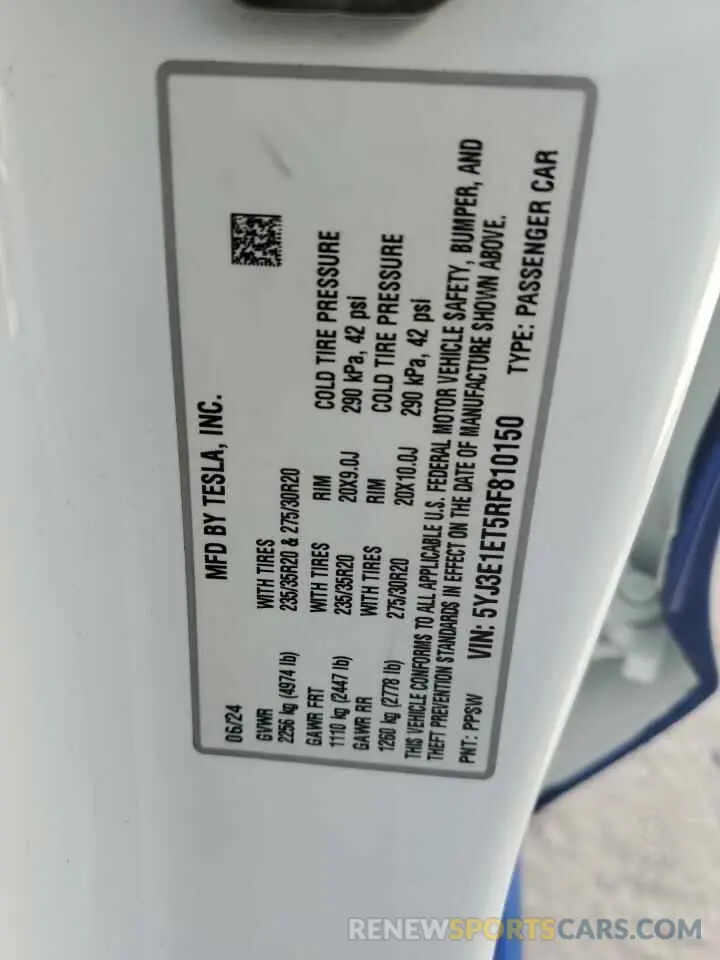 MFD BY TESLA, INC.
06/24
GVWR WITH TIRES
2256 kg (4974 lb) 235/35R20 & 275/30R20
GAWR FRT WITH TIRES RIM COLD TIRE PRESSURE
1110 kg (2447 lb) 235/35R20 20X9.0J 290 kPa, 42 psi
GAWR RR WITH TIRES RIM COLD TIRE PRESSURE
1260 kg (2778 lb) 275/30R20 20X10.0J 290 kPa, 42 psi
THIS VEHICLE CONFORMS TO ALL APPLICABLE U.S. FEDERAL MOTOR VEHICLE SAFETY, BUMPER, AND
THEFT PREVENTION STANDARDS IN EFFECT ON THE DATE OF MANUFACTURE SHOWN ABOVE.
PNT: PPSW VIN: 5YJ3E1ET5RF810150 TYPE: PASSENGER CAR
RENEWSPORTSCARS.COM